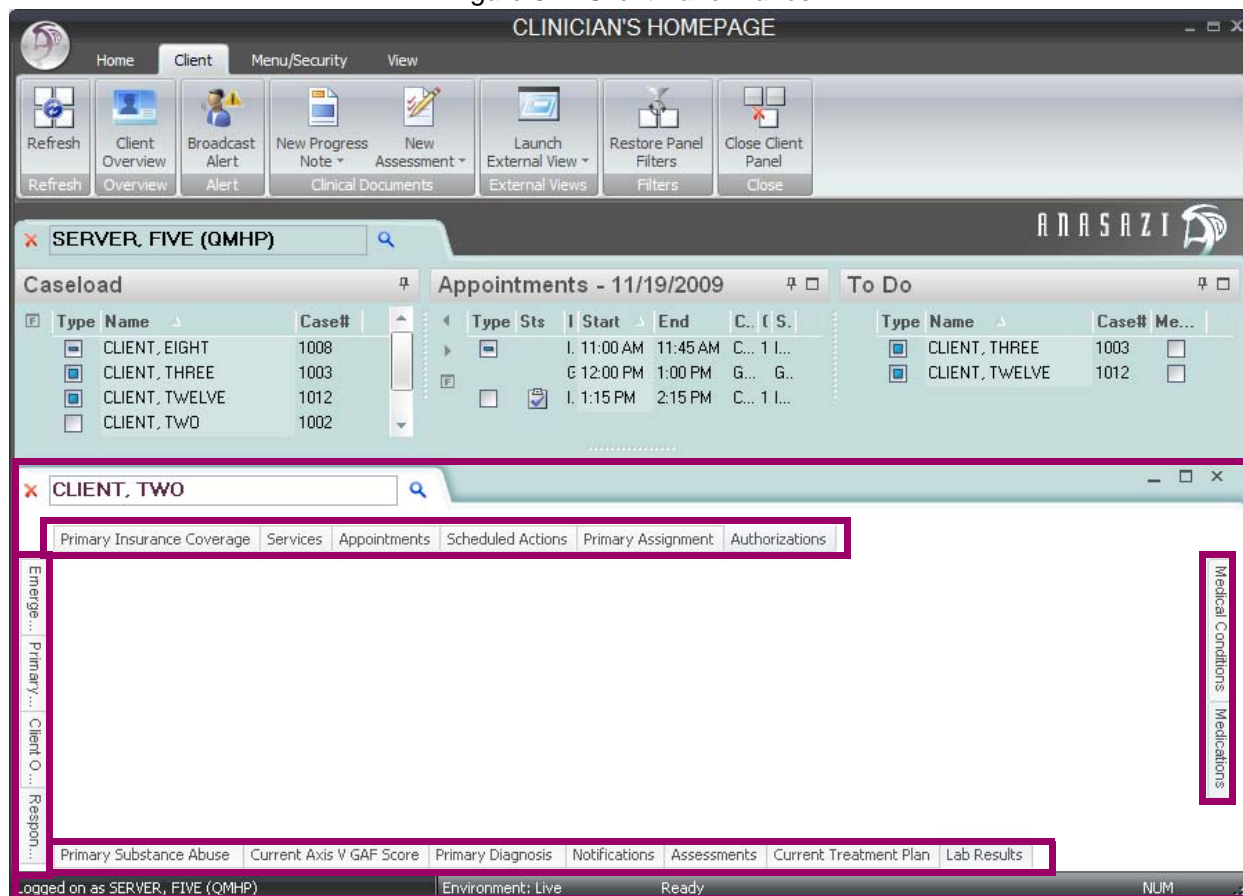 CLINICIAN'S HOMEPAGE
Home Client Menu/Security View
Refresh Client Overview Broadcast Alert New Progress Note New Assessment Launch External View Restore Panel Filters Close Client Panel
Refresh Overview Alert Clinical Documents External Views Filters Close
SERVER, FIVE (QMHP)
ANASAZI
Caseload Appointments - 11/19/2009 To Do
F Type Name Case# Type Sts I Start End C.. ( S. Type Name Case# Me...
CLIENT, EIGHT 1008 I. 11:00 AM 11:45 AM C... 1 I... CLIENT, THREE 1003
CLIENT, THREE 1003 G 12:00 PM 1:00 PM G... G.. CLIENT, TWELVE 1012
F
CLIENT, TWELVE 1012 I. 1:15 PM 2:15 PM C... 1 I...
CLIENT, TWO 1002
CLIENT, TWO
Primary Insurance Coverage Services Appointments Scheduled Actions Primary Assignment Authorizations
Emerge...
Primary...
Client O...
Respon...
Medical Conditions
Medications
Primary Substance Abuse Current Axis V GAF Score Primary Diagnosis Notifications Assessments Current Treatment Plan Lab Results
Logged on as SERVER, FIVE (QMHP) Environment: Live Ready NUM